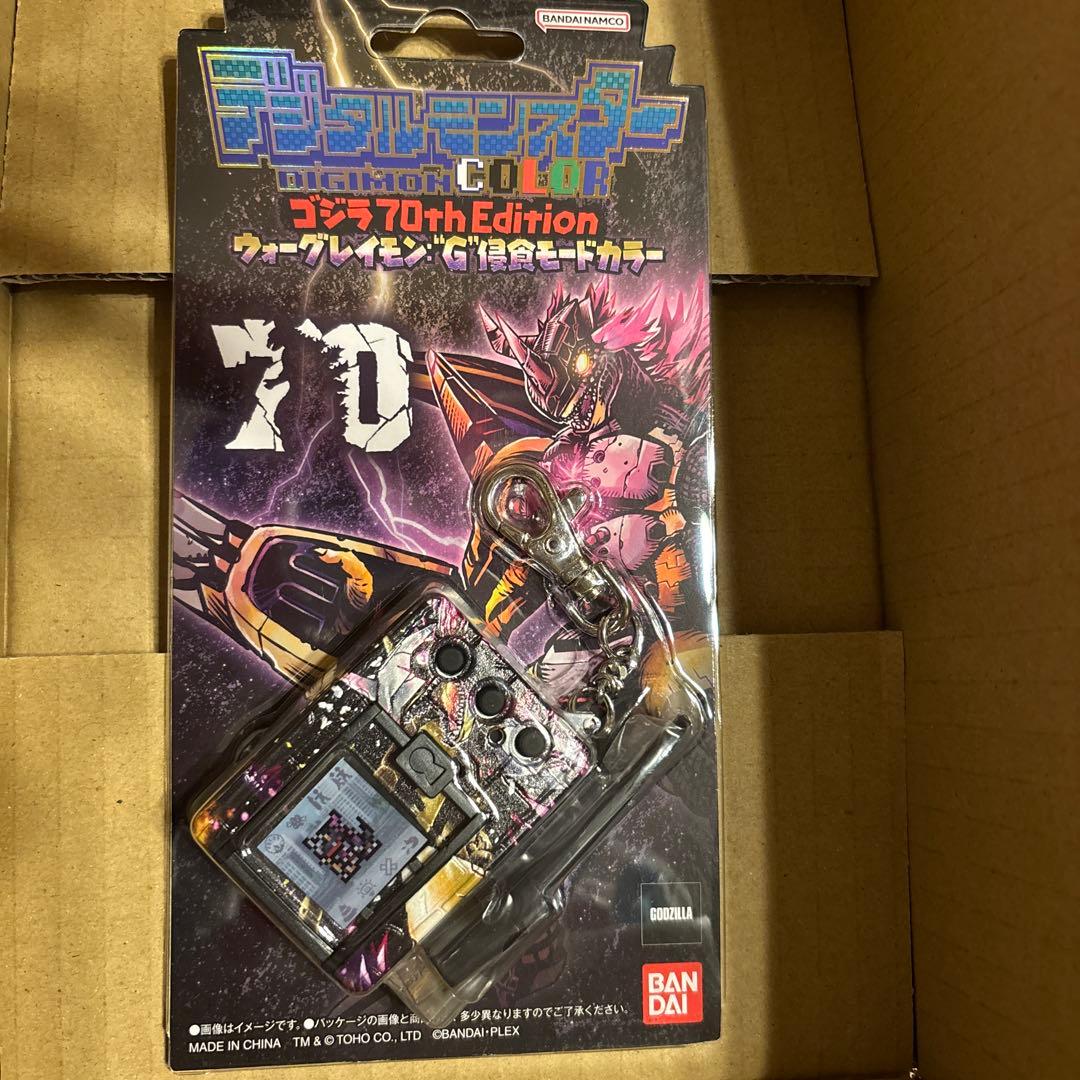 BANDAI NAMCO
デジタルモンスター
DIGIMON COLOR
ゴジラ70th Edition
ウォーグレイモン:"G"侵食モードカラー
70
GODZILLA
BAN
DAI
●画像はイメージです。●パッケージの画像と商 多少異なりますのでご了承ください。
MADE IN CHINA TM & © TOHO CO., LTD ©BANDAI・PLEX